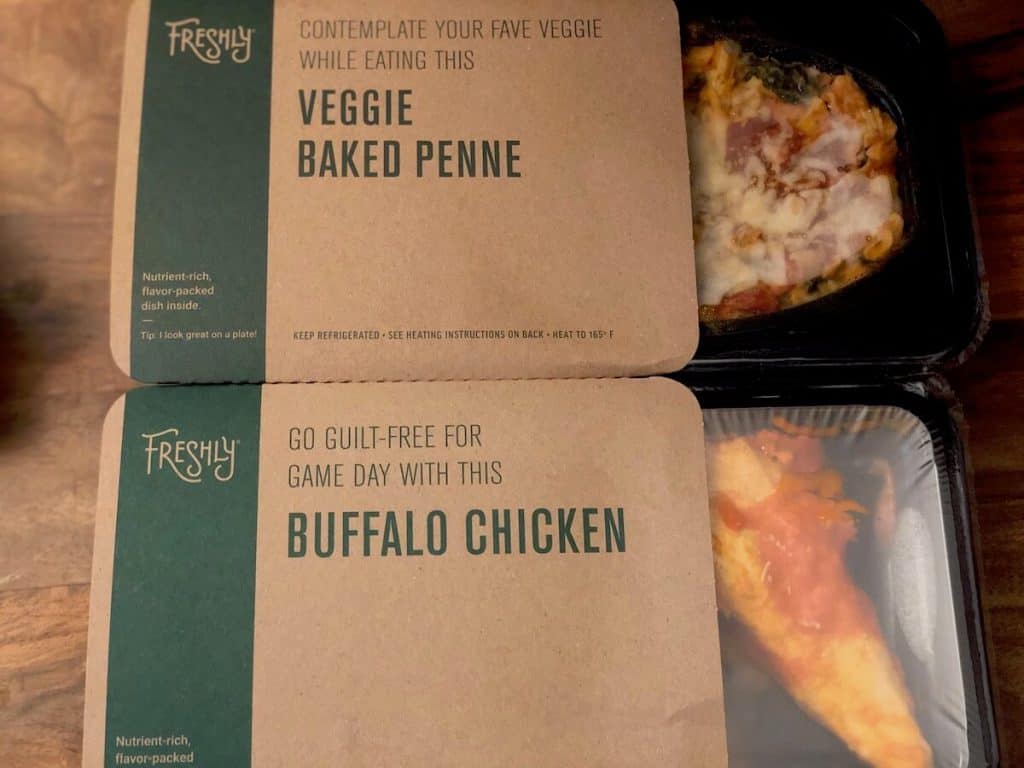 FRESHLY
CONTEMPLATE YOUR FAVE VEGGIE
WHILE EATING THIS
VEGGIE
BAKED PENNE
Nutrient-rich,
flavor-packed
dish inside.
Tip: I look great on a plate!
KEEP REFRIGERATED • SEE HEATING INSTRUCTIONS ON BACK • HEAT TO 165° F
FRESHLY
GO GUILT-FREE FOR
GAME DAY WITH THIS
BUFFALO CHICKEN
Nutrient-rich,
flavor-packed